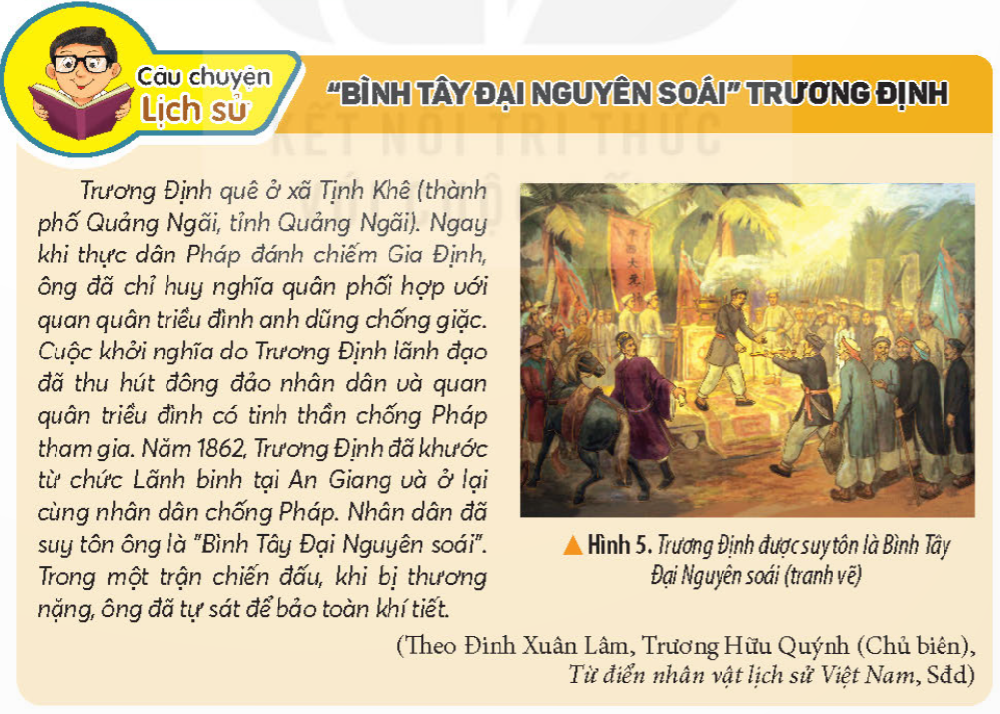 Câu chuyện
Lịch sử
"BÌNH TÂY ĐẠI NGUYÊN SOÁI" TRƯƠNG ĐỊNH
KẾT NỐI TRI THỨC
Trương Định quê ở xã Tịnh Khê (thành
phố Quảng Ngãi, tỉnh Quảng Ngãi). Ngay
khi thực dân Pháp đánh chiếm Gia Định,
ông đã chỉ huy nghĩa quân phối hợp với
quan quân triều đình anh dũng chống giặc.
Cuộc khởi nghĩa do Trương Định lãnh đạo
đã thu hút đông đảo nhân dân và quan
quân triều đình có tinh thần chống Pháp
tham gia. Năm 1862, Trương Định đã khước
từ chức Lãnh binh tại An Giang và ở lại
cùng nhân dân chống Pháp. Nhân dân đã
suy tôn ông là "Bình Tây Đại Nguyên soái".
Trong một trận chiến đấu, khi bị thương
nặng, ông đã tự sát để bảo toàn khí tiết.
平西大元
▲ Hình 5. Trương Định được suy tôn là Bình Tây
Đại Nguyên soái (tranh vẽ)
(Theo Đinh Xuân Lâm, Trương Hữu Quýnh (Chủ biên),
Từ điển nhân vật lịch sử Việt Nam, Sđd)